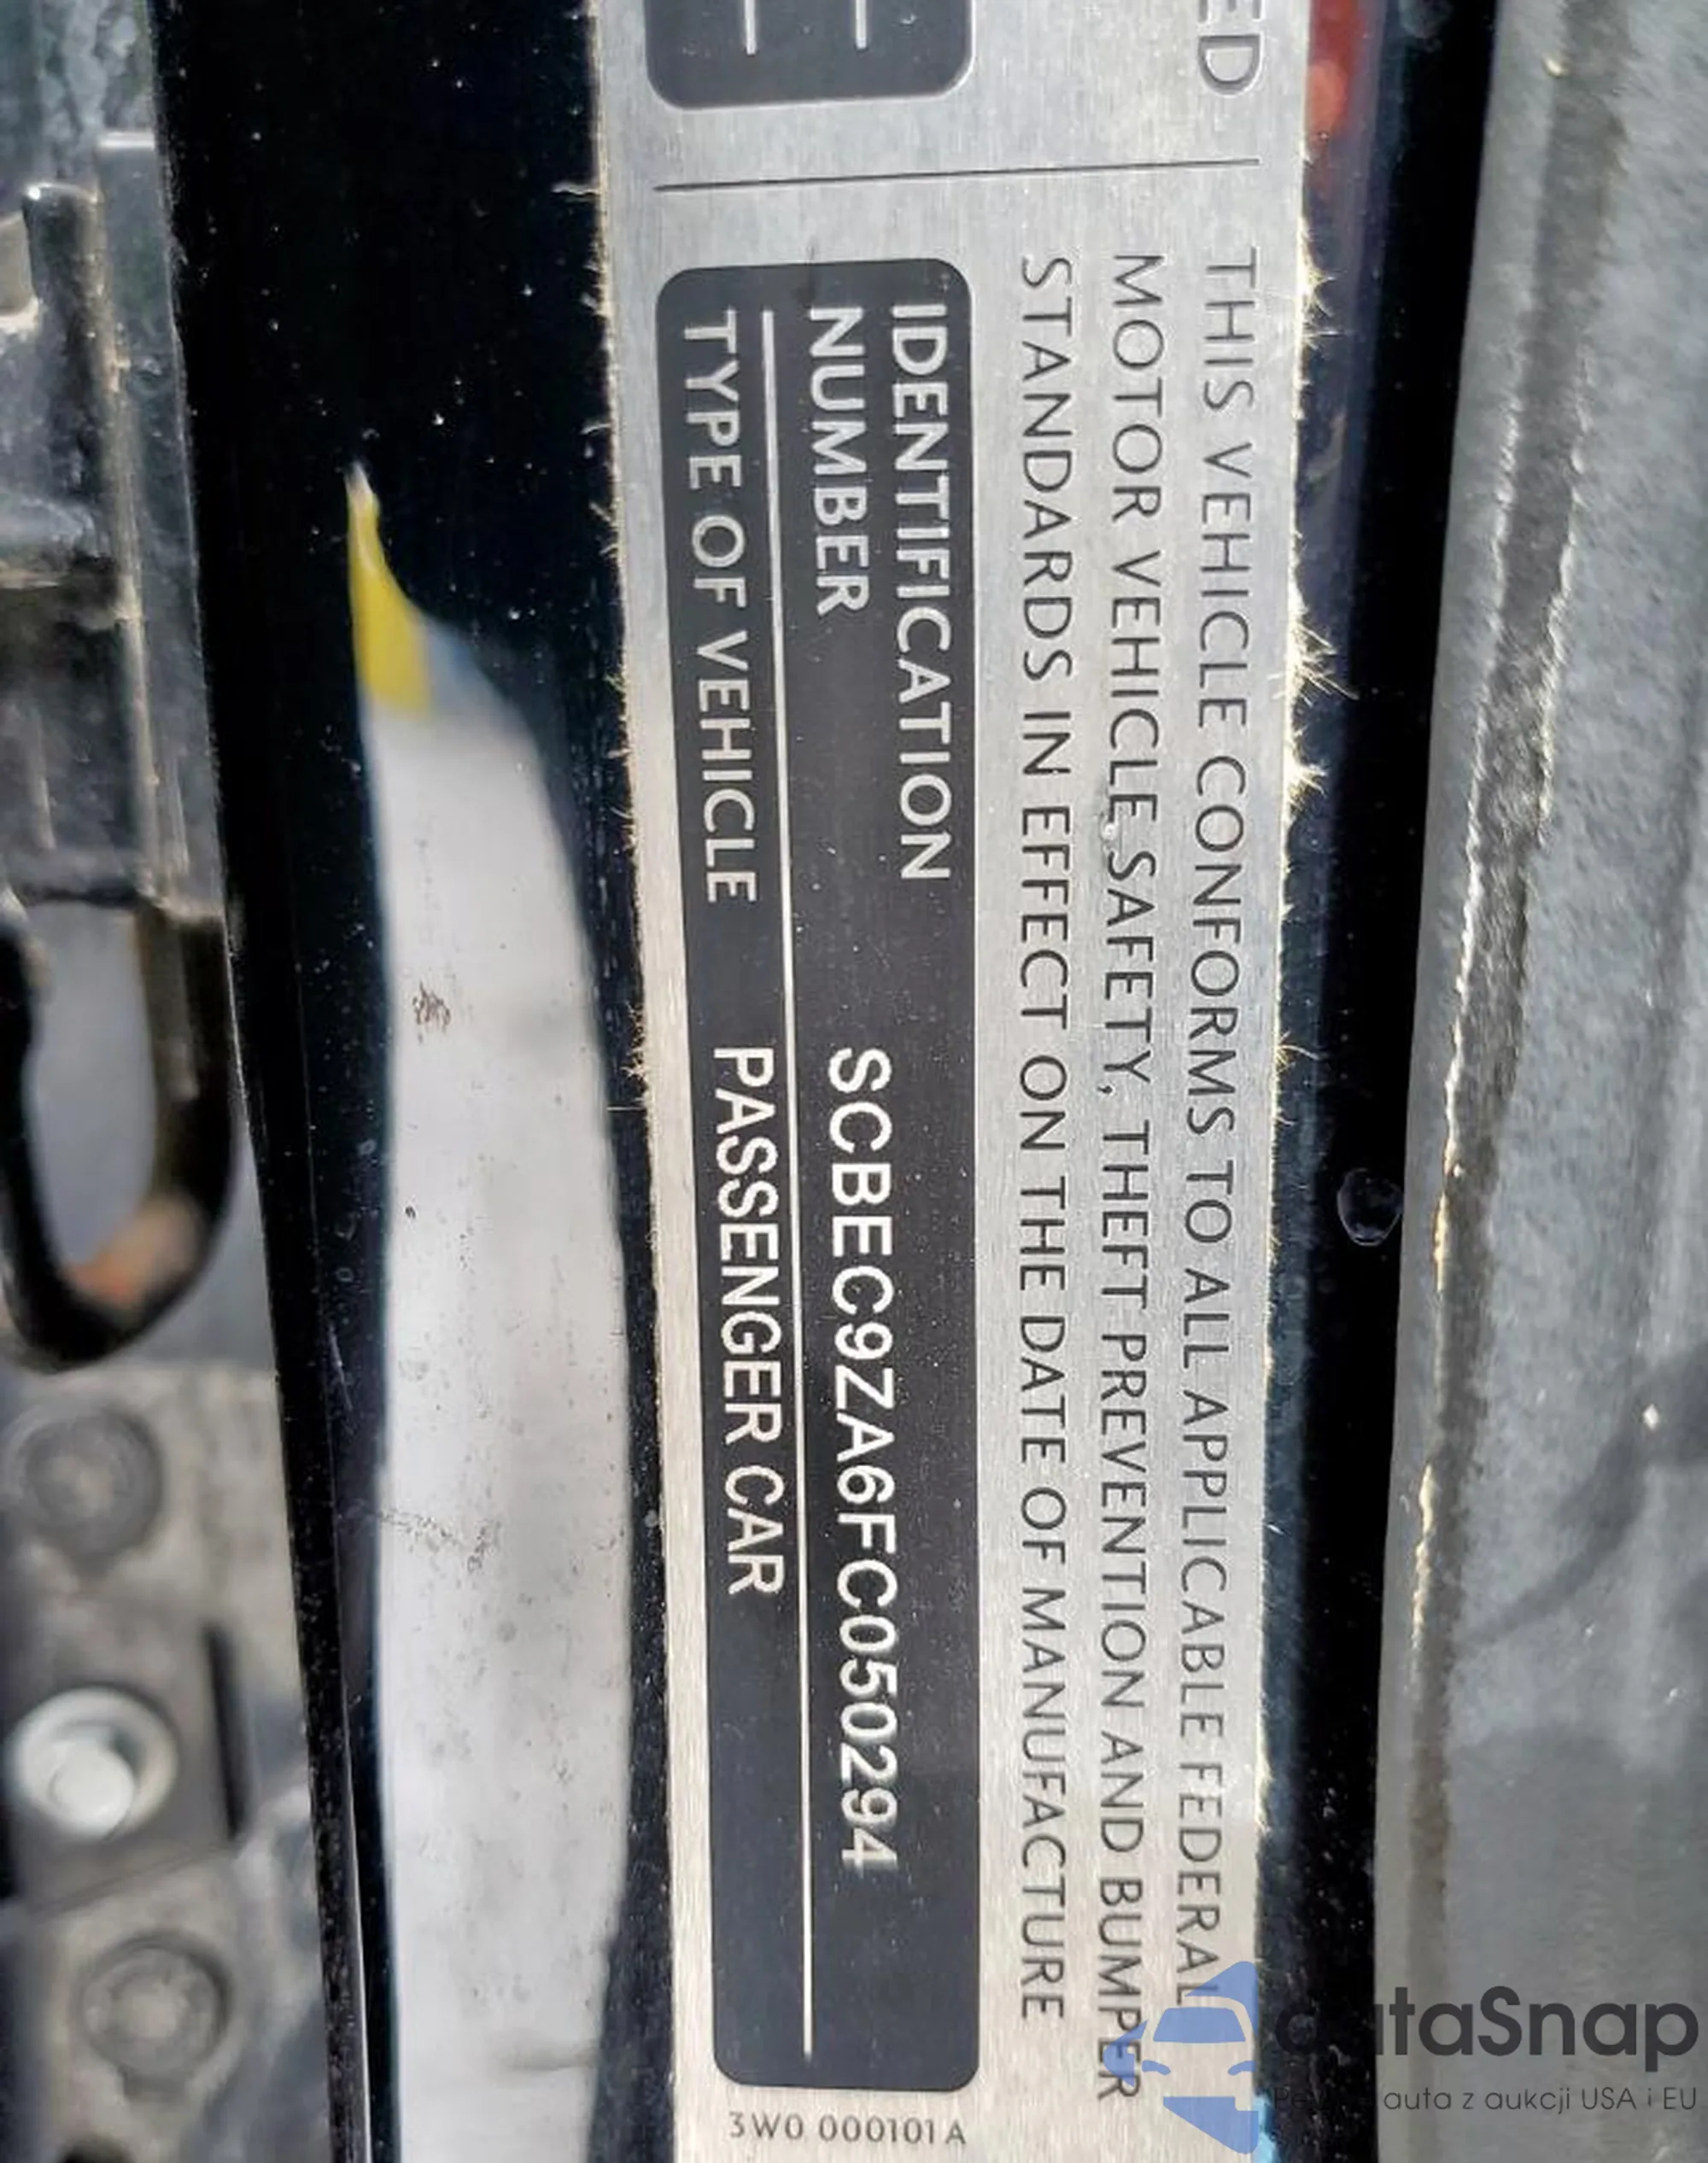 ED
THIS VEHICLE CONFORMS TO ALL APPLICABLE FEDERAL
MOTOR VEHICLE SAFETY, THEFT PREVENTION AND BUMPER
STANDARDS IN EFFECT ON THE DATE OF MANUFACTURE
IDENTIFICATION
NUMBER SCBEC9ZA6FC050294
TYPE OF VEHICLE PASSENGER CAR
3W0 000101 A
dataSnap
auta z aukcji USA i EU